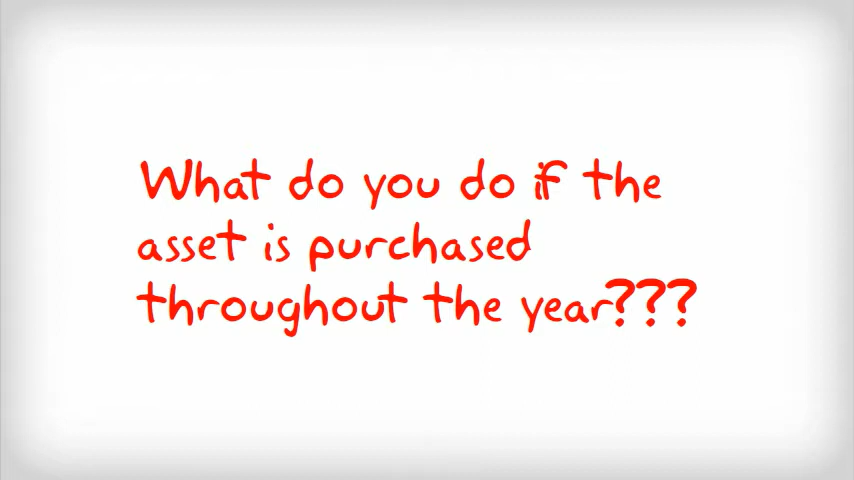 What do you do if the
asset is purchased
throughout the year???